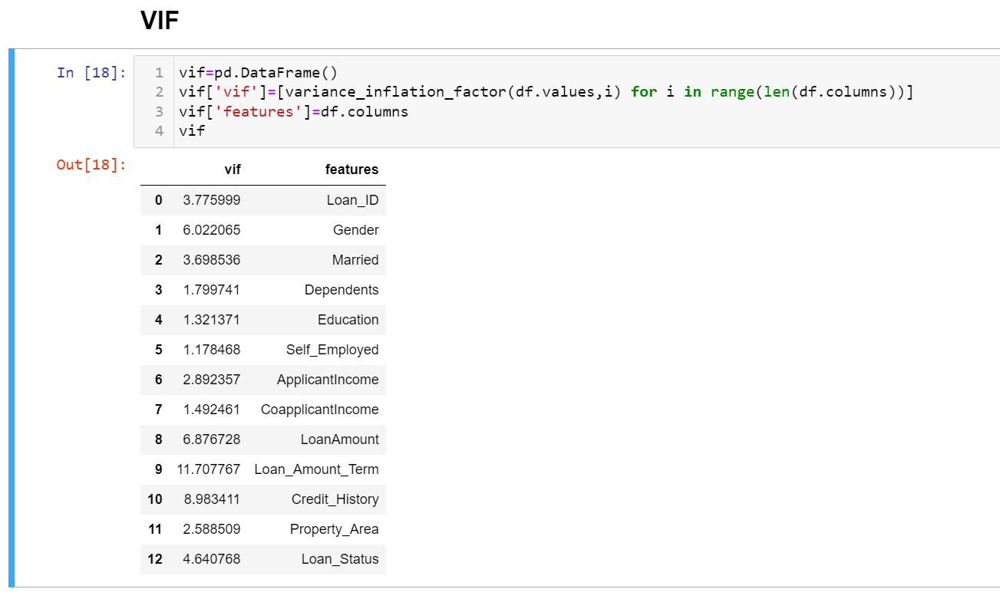 VIF
In [18]:
1 vif=pd.DataFrame()
2 vif['vif']=[variance_inflation_factor(df.values,i) for i in range(len(df.columns))]
3 vif['features']=df.columns
4 vif
Out[18]:
vif features
0 3.775999 Loan_ID
1 6.022065 Gender
2 3.698536 Married
3 1.799741 Dependents
4 1.321371 Education
5 1.178468 Self_Employed
6 2.892357 ApplicantIncome
7 1.492461 CoapplicantIncome
8 6.876728 LoanAmount
9 11.707767 Loan_Amount_Term
10 8.983411 Credit_History
11 2.588509 Property_Area
12 4.640768 Loan_Status